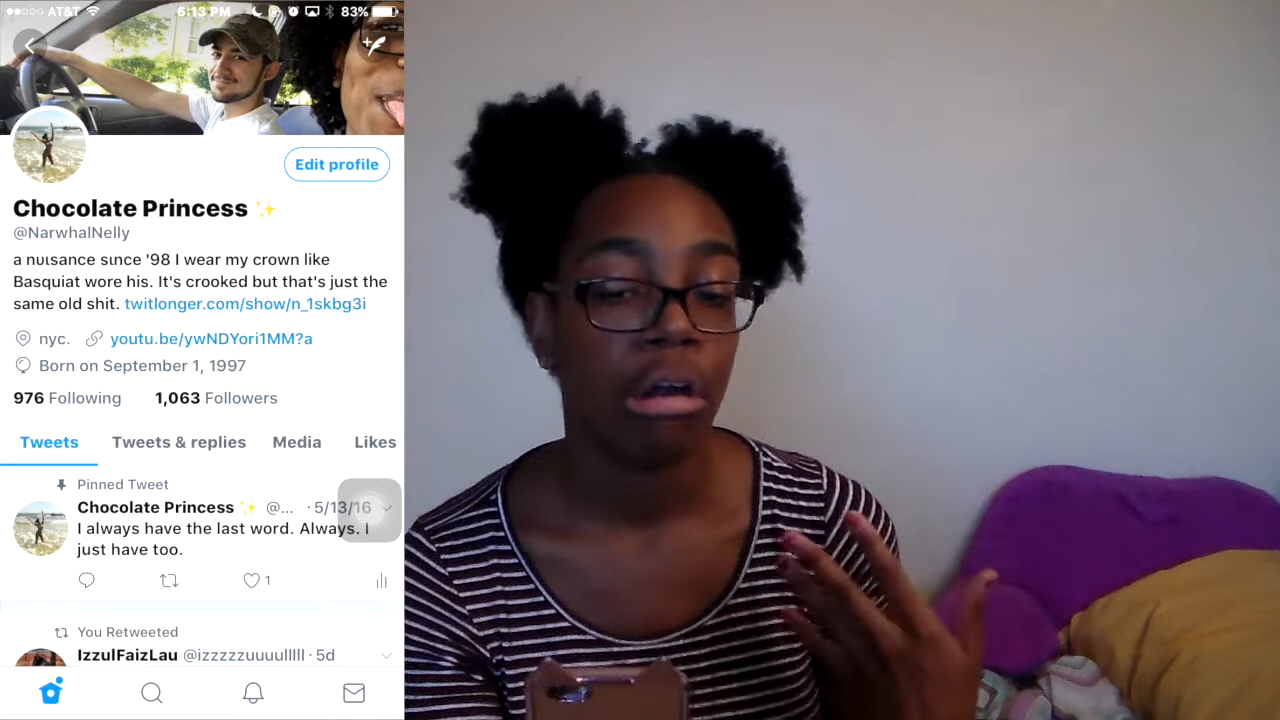 AT&T 6:13 PM 83%
Edit profile
Chocolate Princess ✨
@NarwhalNelly
a nuisance since '98 I wear my crown like
Basquiat wore his. It's crooked but that's just the
same old shit. twitlonger.com/show/n_1skbg3i
nyc. youtu.be/ywNDYori1MM?a
Born on September 1, 1997
976 Following 1,063 Followers
Tweets Tweets & replies Media Likes
Pinned Tweet
Chocolate Princess ✨ @... · 5/13/16
I always have the last word. Always. I
just have too.
1
You Retweeted
IzzulFaizLau @izzzzzuuuulllll · 5d